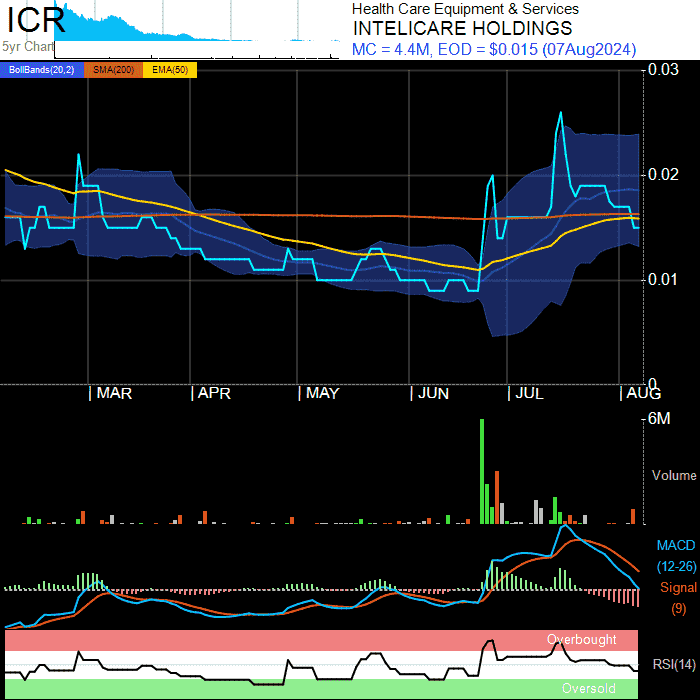 ICR
5yr Chart
Health Care Equipment & Services
INTELICARE HOLDINGS
MC = 4.4M, EOD = $0.015 (07Aug2024)
BollBands(20,2) SMA(200) EMA(50)
0.03
0.02
0.01
0
MAR APR MAY JUN JUL AUG
6M
Volume
MACD
(12-26)
Signal
(9)
Overbought
RSI(14)
Oversold